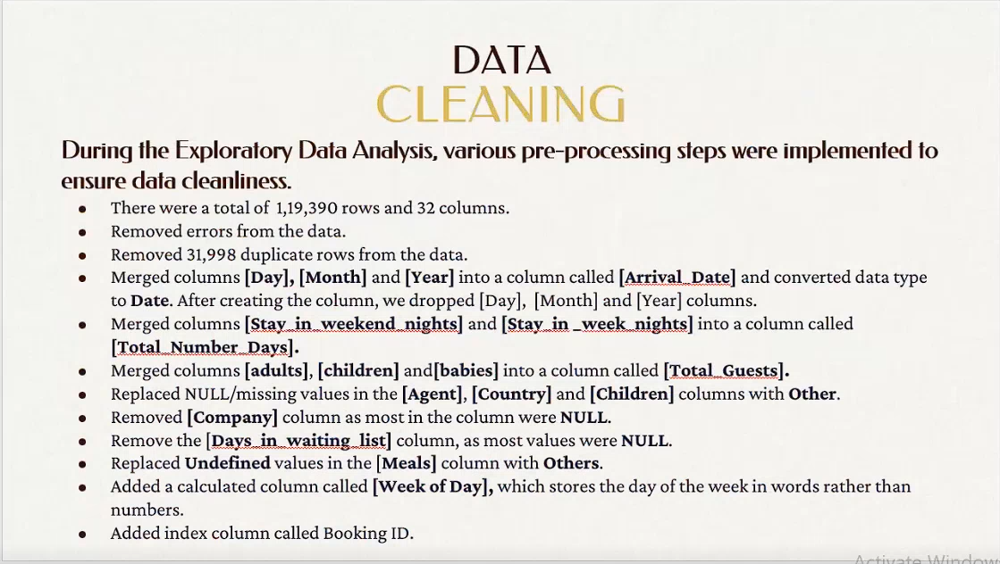 DATA
CLEANING
During the Exploratory Data Analysis, various pre-processing steps were implemented to
ensure data cleanliness.
• There were a total of 1,19,390 rows and 32 columns.
• Removed errors from the data.
• Removed 31,998 duplicate rows from the data.
• Merged columns [Day], [Month] and [Year] into a column called [Arrival_Date] and converted data type
to Date. After creating the column, we dropped [Day], [Month] and [Year] columns.
• Merged columns [Stay_in_weekend_nights] and [Stay_in _week_nights] into a column called
[Total_Number_Days].
• Merged columns [adults], [children] and[babies] into a column called [Total_Guests].
• Replaced NULL/missing values in the [Agent], [Country] and [Children] columns with Other.
• Removed [Company] column as most in the column were NULL.
• Remove the [Days_in_waiting_list] column, as most values were NULL.
• Replaced Undefined values in the [Meals] column with Others.
• Added a calculated column called [Week of Day], which stores the day of the week in words rather than
numbers.
• Added index column called Booking ID.
Activate Window